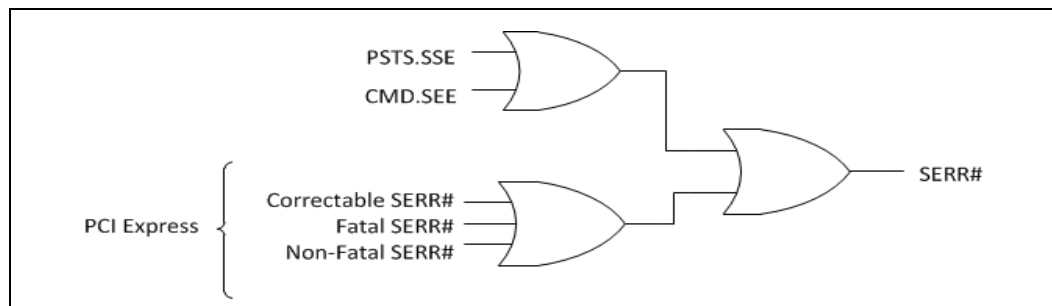 PSTS.SSE
CMD.SEE
SERR#
PCI Express
Correctable SERR#
Fatal SERR#
Non-Fatal SERR#